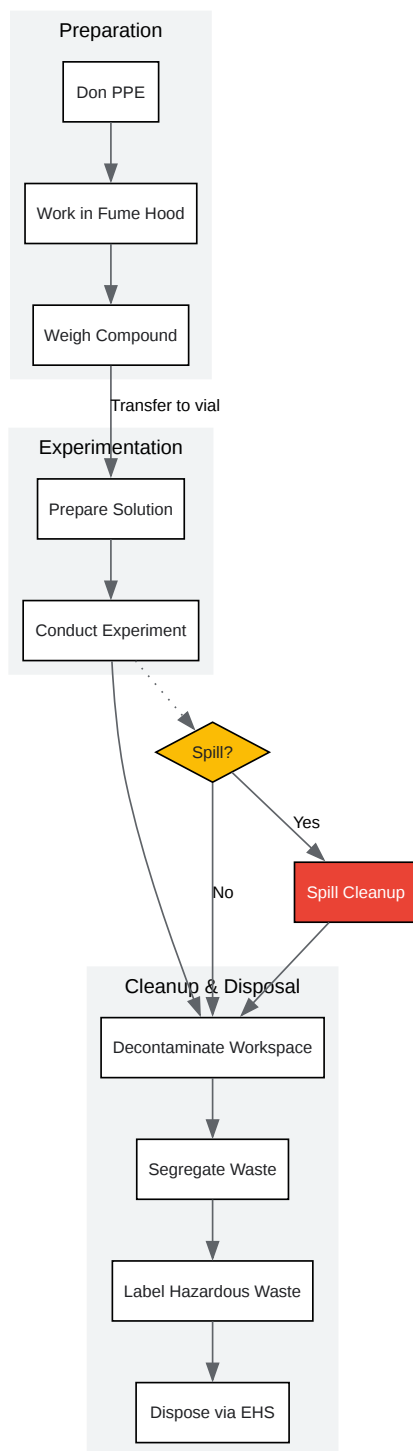 Preparation
Don PPE
Work in Fume Hood
Weigh Compound
Transfer to vial
Experimentation
Prepare Solution
Conduct Experiment
Spill?
Yes
No
Spill Cleanup
Cleanup & Disposal
Decontaminate Workspace
Segregate Waste
Label Hazardous Waste
Dispose via EHS